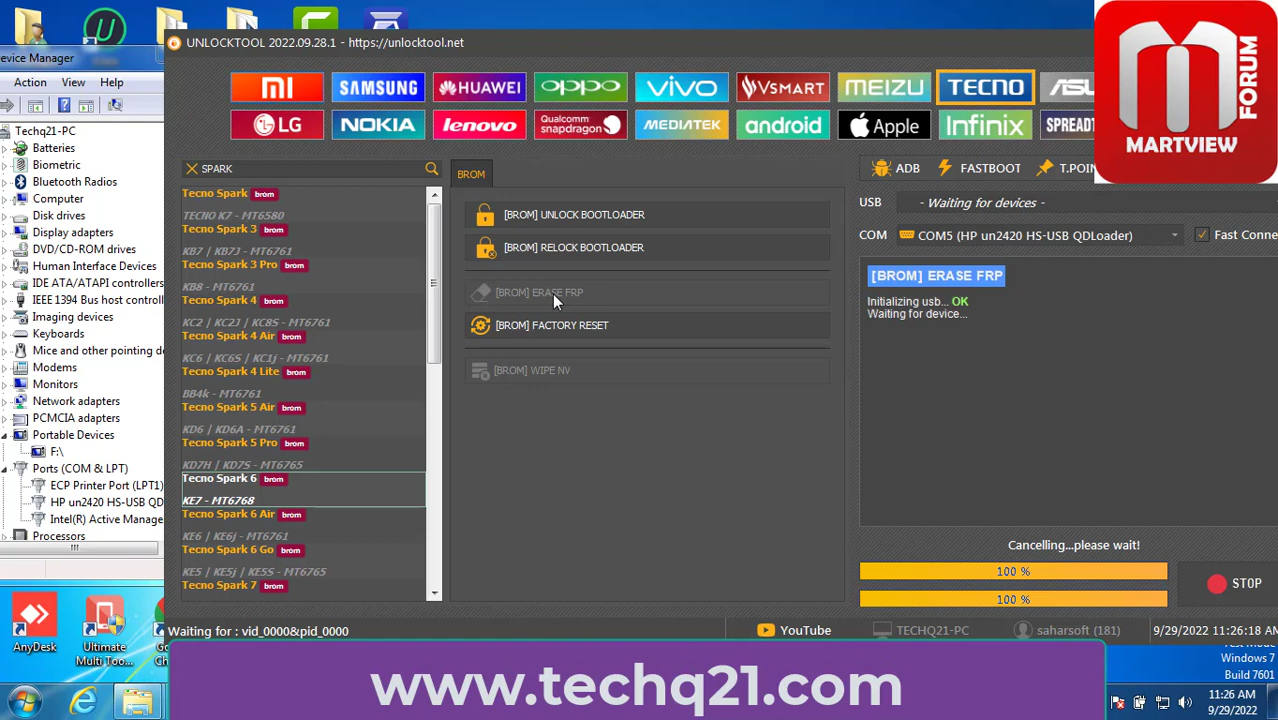 UNLOCKTOOL 2022.09.28.1 - https://unlocktool.net
Device Manager
Action View Help
Techq21-PC
Batteries
Biometric
Bluetooth Radios
Computer
Disk drives
Display adapters
DVD/CD-ROM drives
Human Interface Devices
IDE ATA/ATAPI controllers
IEEE 1394 Bus host
Imaging devices
Keyboards
Mice and other pointing
Modems
Monitors
Network adapters
PCMCIA adapters
Portable Devices
F:\
Ports (COM & LPT)
ECP Printer Port (LPT1)
HP un2420 HS-USB QD
Intel(R) Active Manage
Processors
AnyDesk
Ultimate
Multi Too...
MI SAMSUNG HUAWEI OPPO VIVO VSMART MEIZU TECNO ASU
LG NOKIA lenovo Qualcomm snapdragon MEDIATEK android Apple Infinix SPREADT
SPARK
Tecno Spark brom
TECNO K7 - MT6580
Tecno Spark 3 brom
KB7 / KB7J - MT6761
Tecno Spark 3 Pro brom
KB8 - MT6761
Tecno Spark 4 brom
KC2 | KC2J | KC8S - MT6761
Tecno Spark 4 Air brom
KC6 | KC6S | KC1j - MT6761
Tecno Spark 4 Lite brom
BB4k - MT6761
Tecno Spark 5 Air brom
KD6 | KD6A - MT6761
Tecno Spark 5 Pro brom
KD7H | KD7S - MT6765
Tecno Spark 6 brom
KE7 - MT6768
Tecno Spark 6 Air brom
KE6 | KE6j - MT6761
Tecno Spark 6 Go brom
KE5 | KE5j | KE5S - MT6765
Tecno Spark 7 brom
BROM
[BROM] UNLOCK BOOTLOADER
[BROM] RELOCK BOOTLOADER
[BROM] ERASE FRP
[BROM] FACTORY RESET
[BROM] WIPE NV
ADB FASTBOOT T.POIN
USB - Waiting for devices -
COM COM5 (HP un2420 HS-USB QDLoader) Fast Conne
[BROM] ERASE FRP
Initializing usb... OK
Waiting for device...
Cancelling...please wait!
100 %
100 %
STOP
Waiting for : vid_0000&pid_0000
YouTube TECHQ21-PC saharsoft (181) 9/29/2022 11:26:18 AM
Windows 7
Build 7601
11:26 AM
9/29/2022
MARTVIEW
FORUM
www.techq21.com